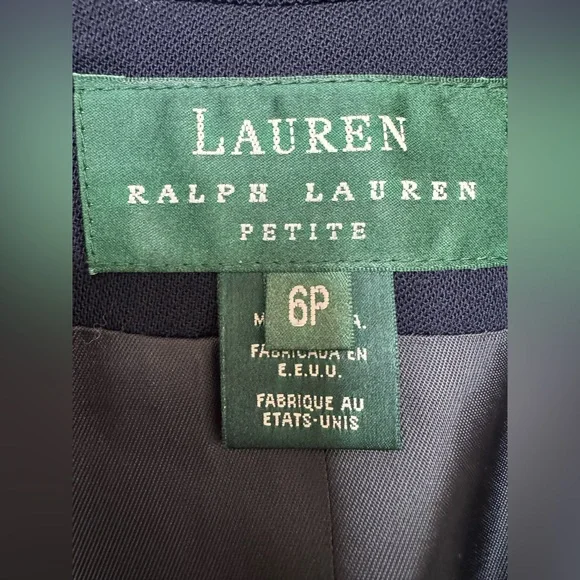 LAUREN
RALPH LAUREN
PETITE
6P
FABRICADA EN
E.E.U.U.
FABRIQUE AU
ETATS-UNIS